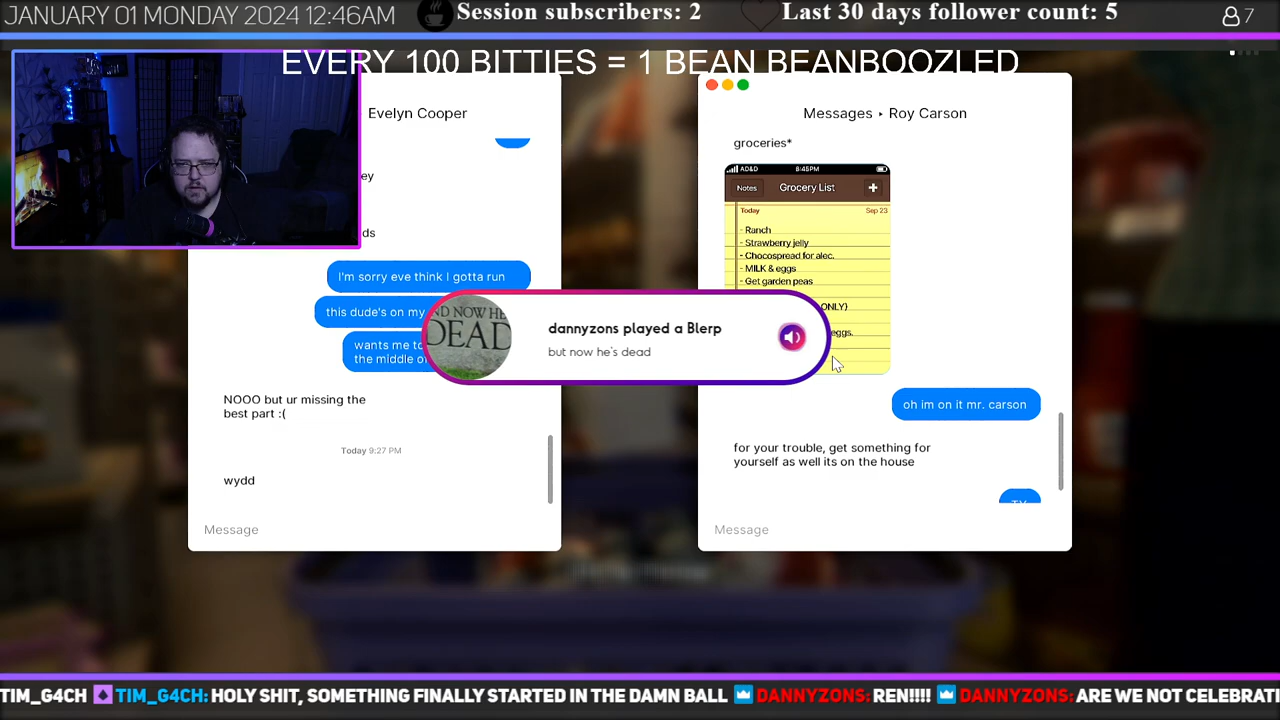 JANUARY 01 MONDAY 2024 12:46AM
Session subscribers: 2
Last 30 days follower count: 5
7
EVERY 100 BITTIES = 1 BEAN BEANBOOZLED
Evelyn Cooper
ey
ds
I'm sorry eve think I gotta run
this dude's on my
wants me to
the middle of
NOOO but ur missing the
best part :(
Today 9:27 PM
wydd
Message
Messages ▸ Roy Carson
groceries*
AD&D 8:45PM
Notes Grocery List +
Today Sep 23
- Ranch
- Strawberry jelly
- Chocospread for alec.
- MILK & eggs
- Get garden peas
ONLY)
eggs.
oh im on it mr. carson
for your trouble, get something for
yourself as well its on the house
Message
AND NOW HE
DEAD
dannyzons played a Blerp
but now he's dead
TIM_G4CH TIM_G4CH: HOLY SHIT, SOMETHING FINALLY STARTED IN THE DAMN BALL DANNYZONS: REN!!!! DANNYZONS: ARE WE NOT CELEBRATI